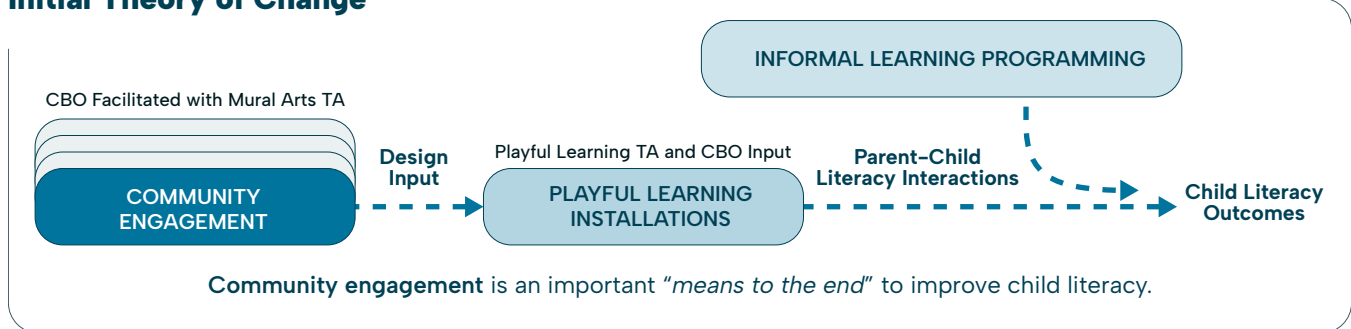 Initial Theory of Change
INFORMAL LEARNING PROGRAMMING
CBO Facilitated with Mural Arts TA
Design
Input
Playful Learning TA and CBO Input
Parent-Child
Literacy Interactions
COMMUNITY
ENGAGEMENT
PLAYFUL LEARNING
INSTALLATIONS
Child Literacy
Outcomes
Community engagement is an important “means to the end” to improve child literacy.